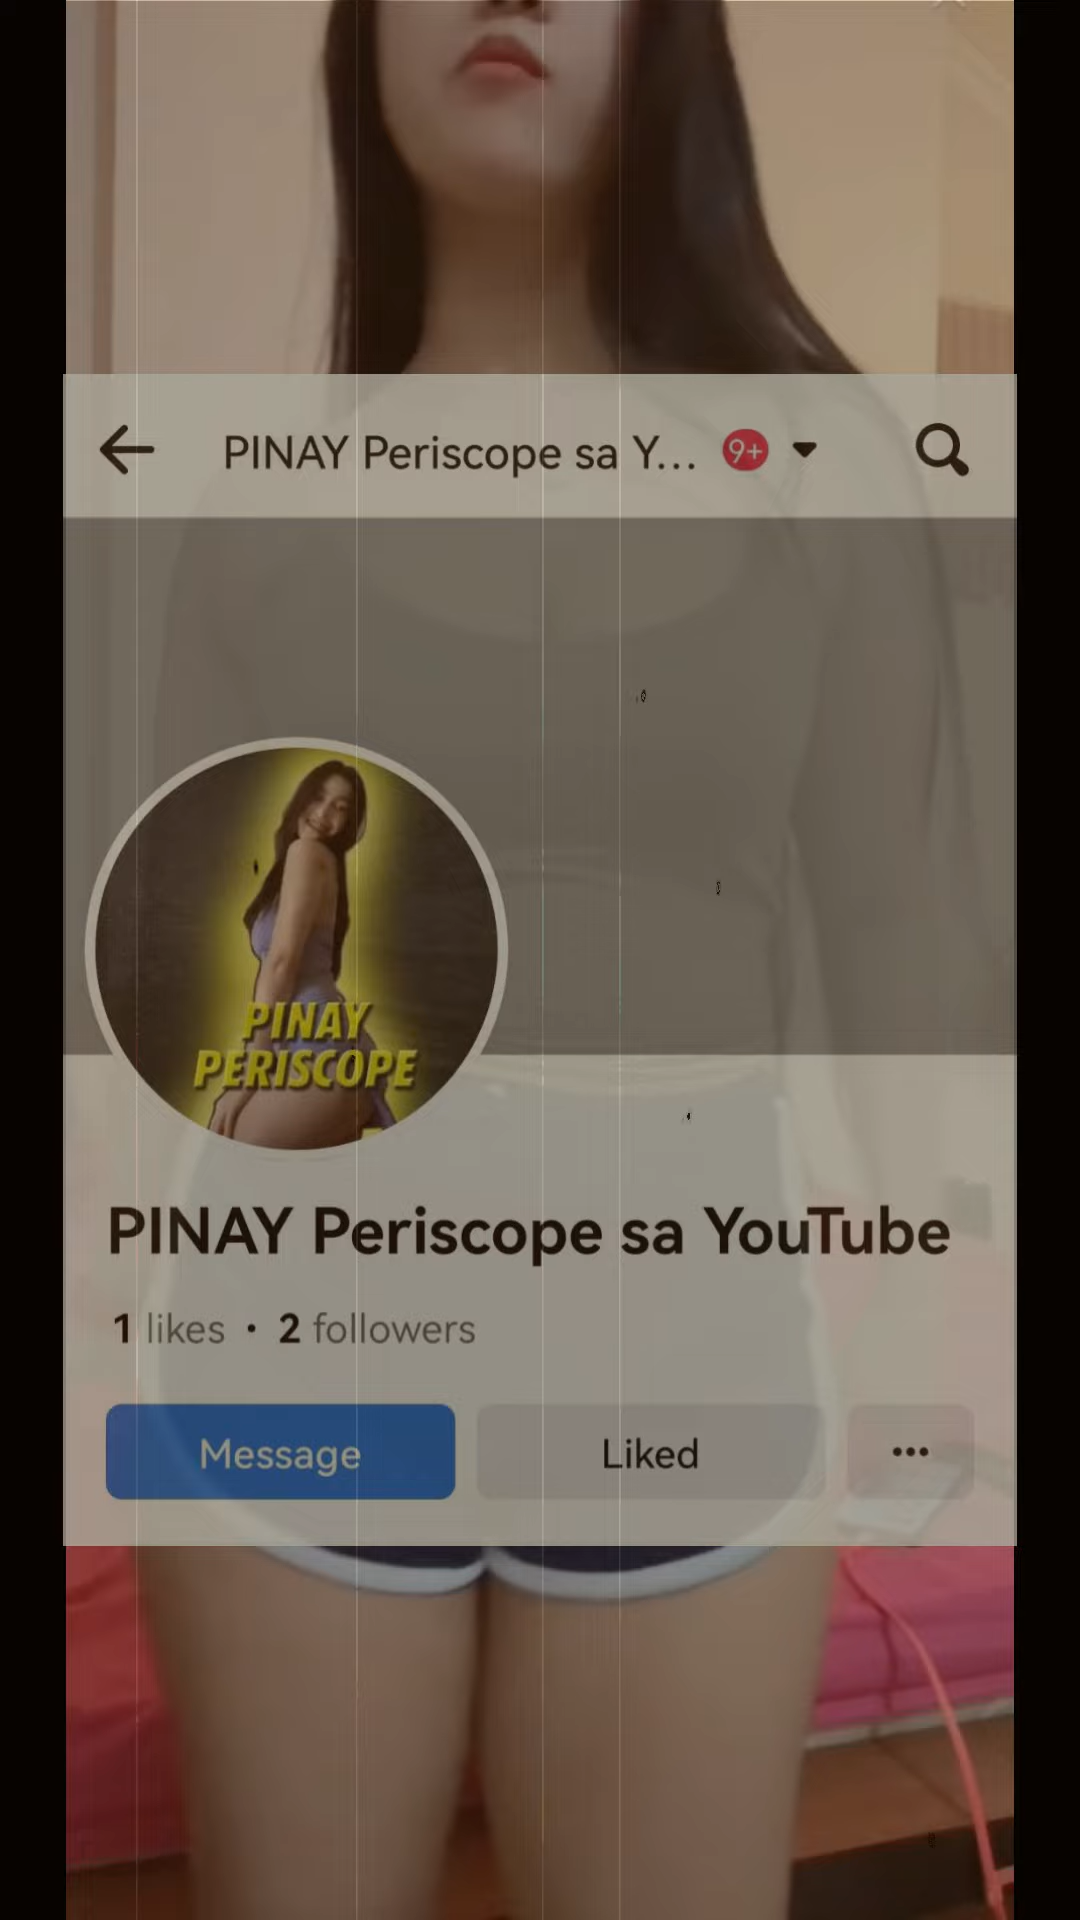 PINAY Periscope sa Y...
9+
PINAY
PERISCOPE
PINAY Periscope sa YouTube
1 likes • 2 followers
Message
Liked